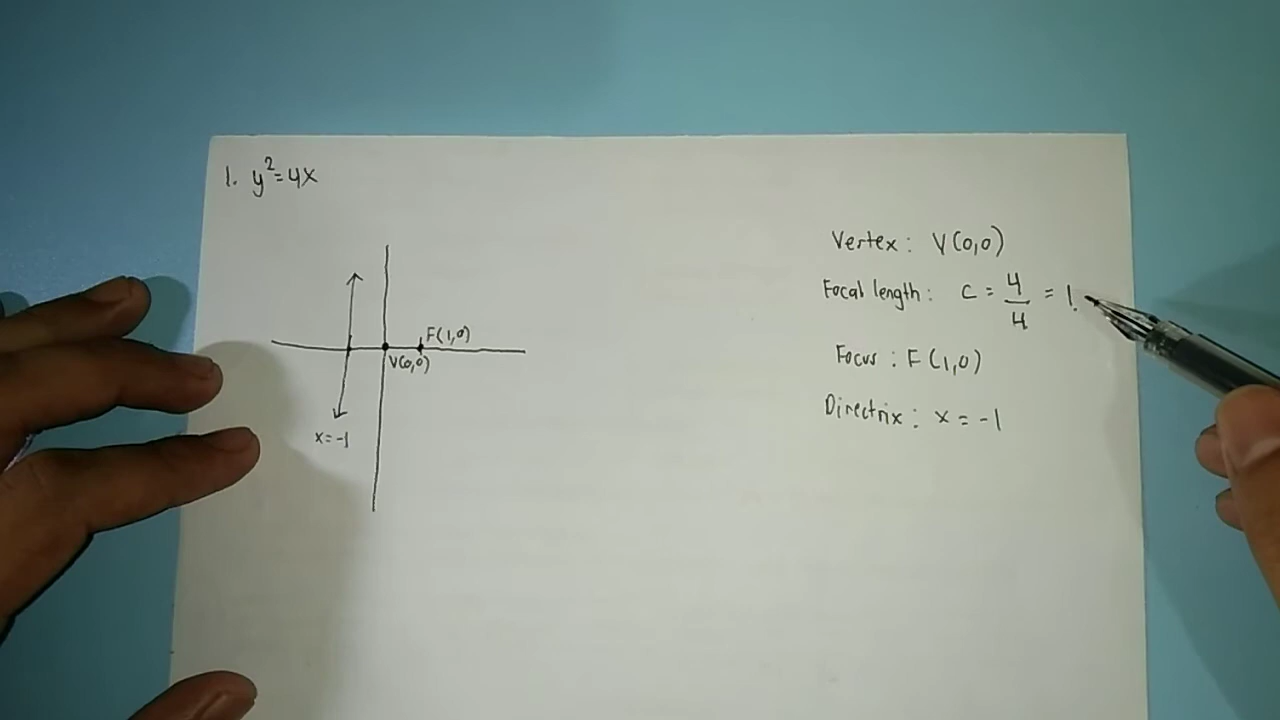 1. y²=4x
Vertex: V(0,0)
Focal length: c = 4/4 = 1.
F(1,0)
V(0,0)
Focus: F(1,0)
Directrix: x = -1
x=-1